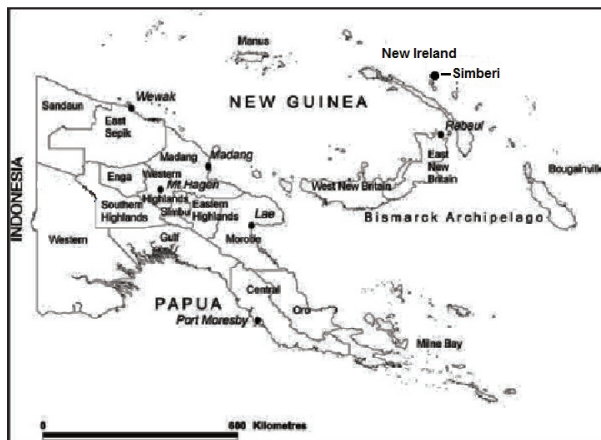 Manus
New Ireland
Simberi
Sandaun
Wewak
NEW GUINEA
East
Sepik
Rabaul
Madang
Madang
East
New
Britain
Bougainville
Enga
Western
Highlands
Mt Hagen
West New Britain
Southern
Highlands
Simbu
Eastern
Highlands
Lae
Bismarck Archipelago
INDONESIA
Western
Gulf
Morobe
Central
PAPUA
Oro
Port Moresby
Milne Bay
0
600 Kilometres